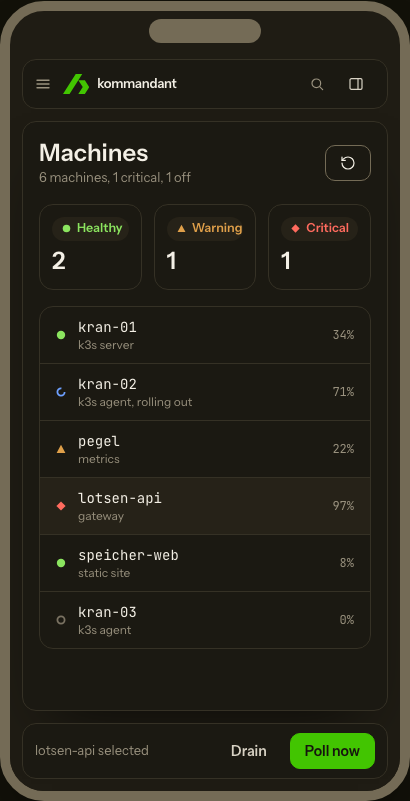 kommandant
Machines
6 machines, 1 critical, 1 off
Healthy
2
Warning
1
Critical
1
kran-01
k3s server
34%
kran-02
k3s agent, rolling out
71%
pegel
metrics
22%
lotsen-api
gateway
97%
speicher-web
static site
8%
kran-03
k3s agent
0%
lotsen-api selected
Drain
Poll now